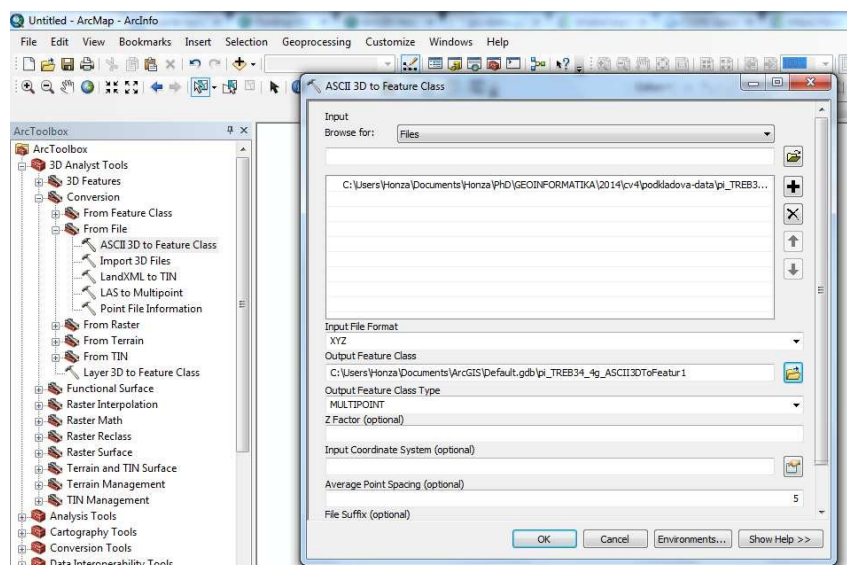 Untitled - ArcMap - ArcInfo
File Edit View Bookmarks Insert Selection Geoprocessing Customize Windows Help
ASCII 3D to Feature Class
ArcToolbox
ArcToolbox
3D Analyst Tools
3D Features
Conversion
From Feature Class
From File
ASCII 3D to Feature Class
Import 3D Files
LandXML to TIN
LAS to Multipoint
Point File Information
From Raster
From Terrain
From TIN
Layer 3D to Feature Class
Functional Surface
Raster Interpolation
Raster Math
Raster Reclass
Raster Surface
Terrain and TIN Surface
Terrain Management
TIN Management
Analysis Tools
Cartography Tools
Conversion Tools
Data Interoperability Tools
Input
Browse for: Files
C:\Users\Honza\Documents\Honza\PhD\GEOINFORMATIKA\2014\cv4\podkladova-data\pi_TREB3...
Input File Format
XYZ
Output Feature Class
C:\Users\Honza\Documents\ArcGIS\Default.gdb\pi_TREB34_4g_ASCII3DToFeatur1
Output Feature Class Type
MULTIPOINT
Z Factor (optional)
Input Coordinate System (optional)
Average Point Spacing (optional)
5
File Suffix (optional)
OK Cancel Environments... Show Help >>